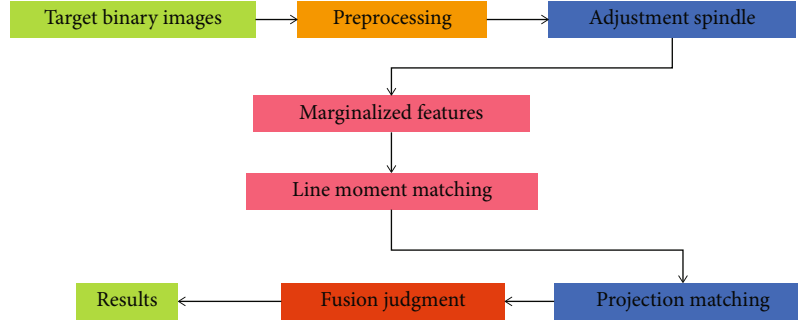 Target binary images
Preprocessing
Adjustment spindle
Marginalized features
Line moment matching
Results
Fusion judgment
Projection matching